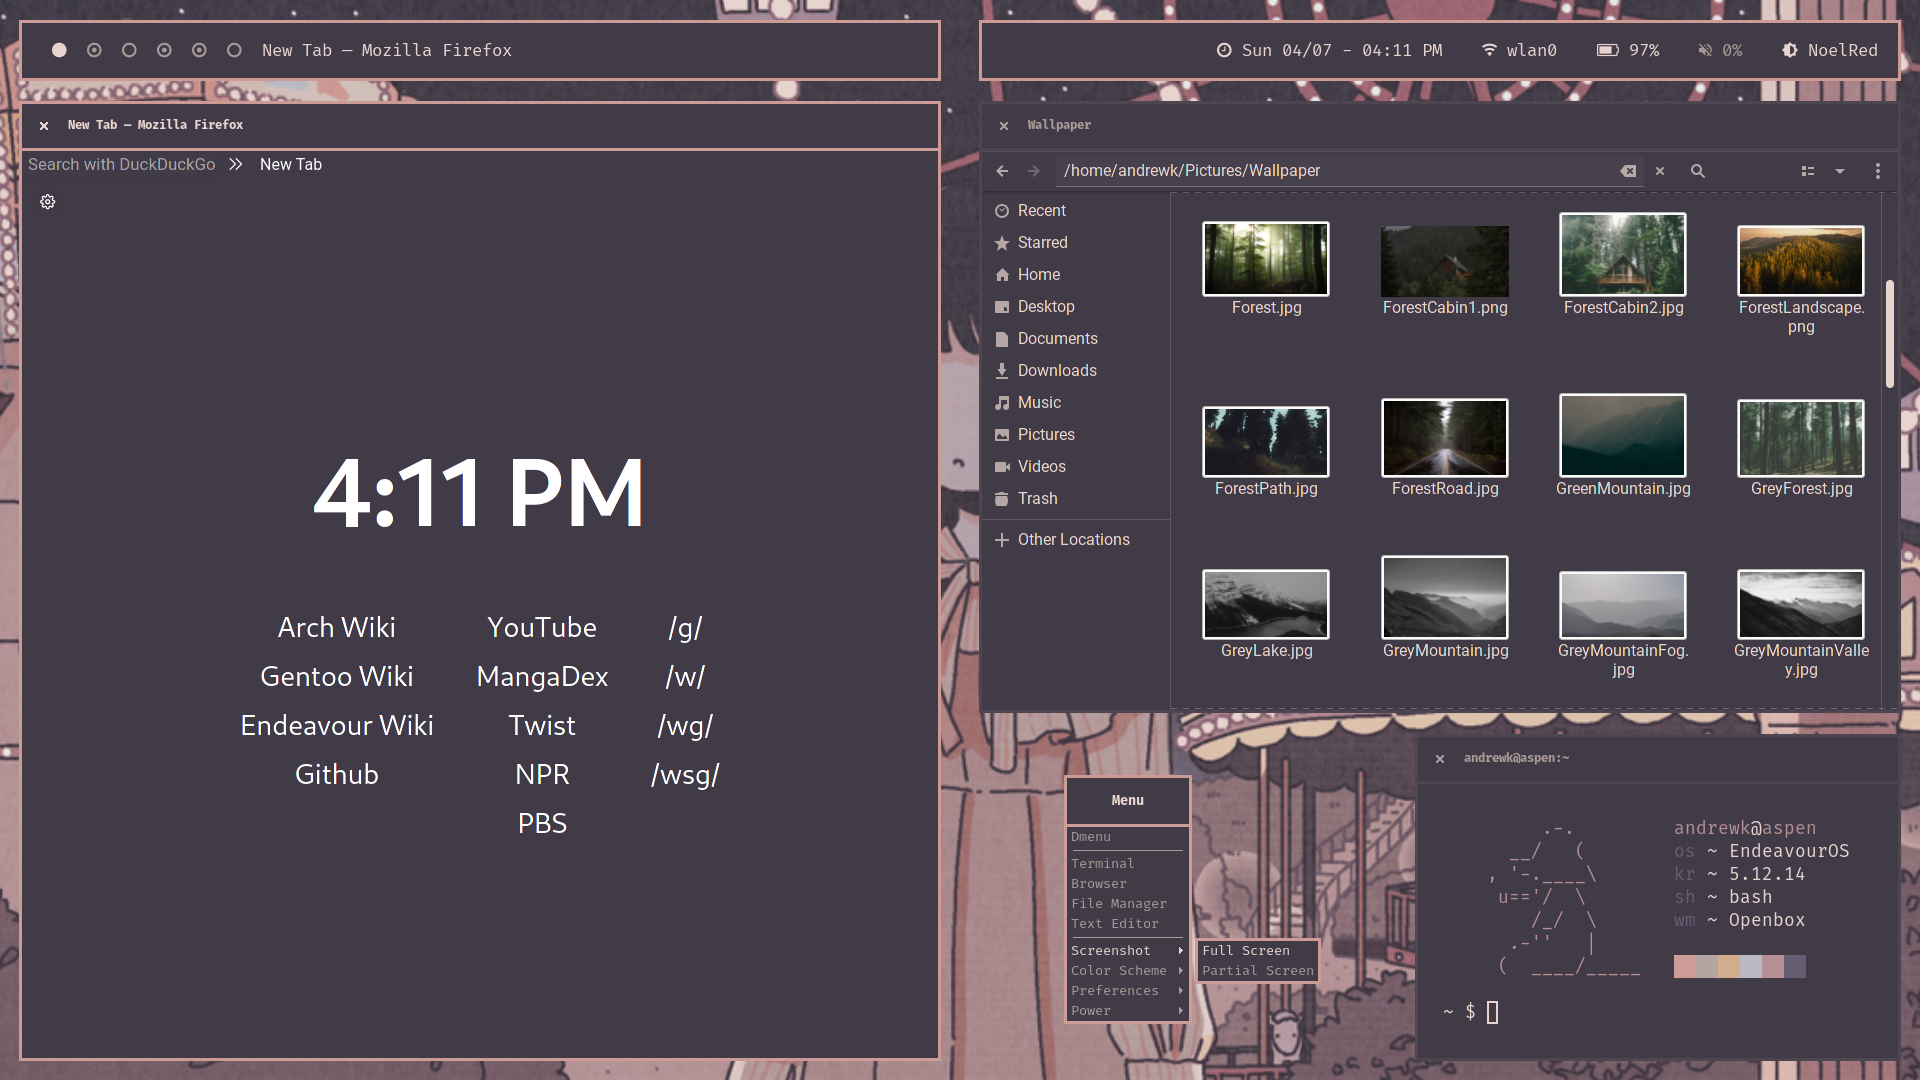 New Tab — Mozilla Firefox
Sun 04/07 - 04:11 PM
wlan0
97%
0%
NoelRed
New Tab — Mozilla Firefox
Search with DuckDuckGo
New Tab
4:11 PM
Arch Wiki
Gentoo Wiki
Endeavour Wiki
Github
YouTube
MangaDex
Twist
NPR
PBS
/g/
/w/
/wg/
/wsg/
Wallpaper
/home/andrewk/Pictures/Wallpaper
Recent
Starred
Home
Desktop
Documents
Downloads
Music
Pictures
Videos
Trash
Other Locations
Forest.jpg
ForestCabin1.png
ForestCabin2.jpg
ForestLandscape.
png
ForestPath.jpg
ForestRoad.jpg
GreenMountain.jpg
GreyForest.jpg
GreyLake.jpg
GreyMountain.jpg
GreyMountainFog.
jpg
GreyMountainValle
y.jpg
Menu
Dmenu
Terminal
Browser
File Manager
Text Editor
Screenshot
Color Scheme
Preferences
Power
Full Screen
Partial Screen
andrewk@aspen:~
andrewk@aspen
os ~ EndeavourOS
kr ~ 5.12.14
sh ~ bash
wm ~ Openbox
~ $